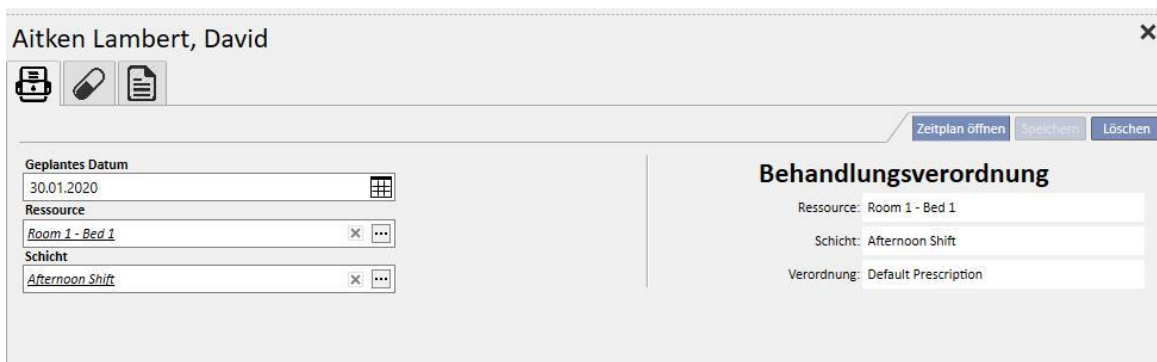 Aitken Lambert, David
Zeitplan öffnen Speichern Löschen
Geplantes Datum
30.01.2020
Ressource
Room 1 - Bed 1
Schicht
Afternoon Shift
Behandlungsverordnung
Ressource: Room 1 - Bed 1
Schicht: Afternoon Shift
Verordnung: Default Prescription